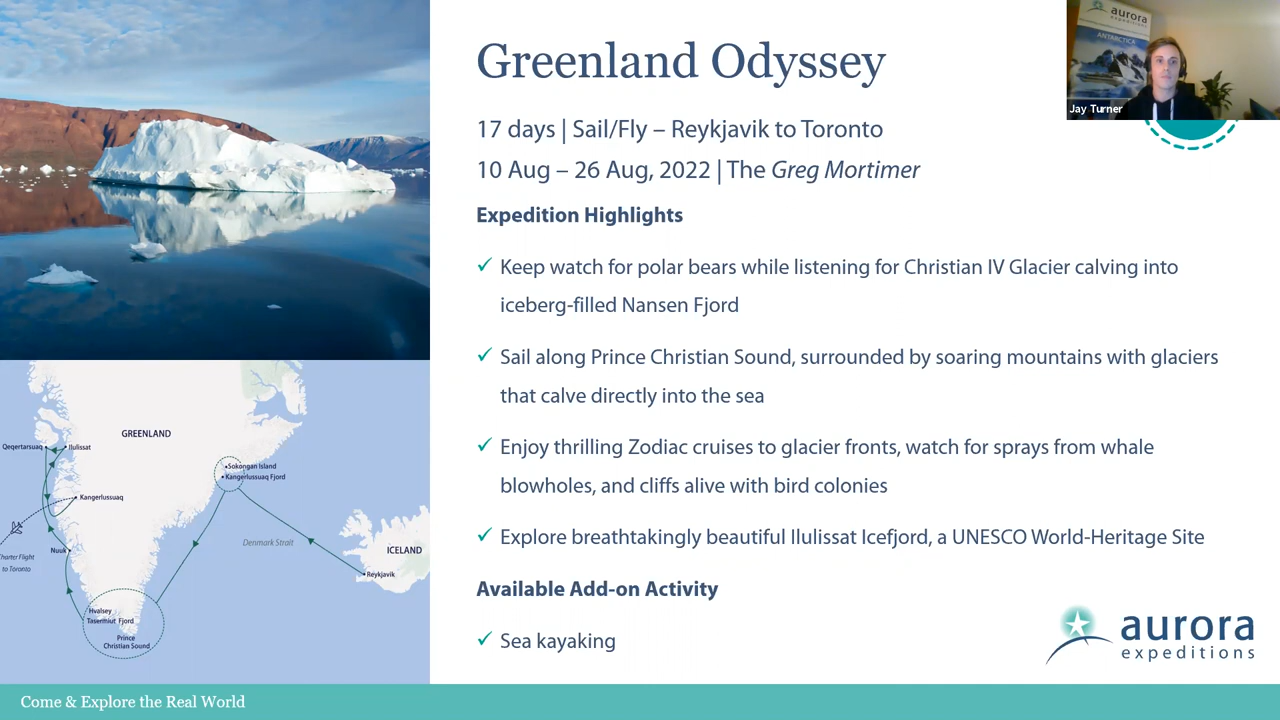 Greenland Odyssey
17 days | Sail/Fly – Reykjavik to Toronto
10 Aug – 26 Aug, 2022 | The Greg Mortimer
Expedition Highlights
✓ Keep watch for polar bears while listening for Christian IV Glacier calving into
iceberg-filled Nansen Fjord
✓ Sail along Prince Christian Sound, surrounded by soaring mountains with glaciers
that calve directly into the sea
✓ Enjoy thrilling Zodiac cruises to glacier fronts, watch for sprays from whale
blowholes, and cliffs alive with bird colonies
✓ Explore breathtakingly beautiful Ilulissat Icefjord, a UNESCO World-Heritage Site
Available Add-on Activity
✓ Sea kayaking
aurora
expeditions
ANTARCTICA
Jay Turner
GREENLAND
Qeqertarsuaq
Ilulissat
Sokongan Island
Kangerlussuaq Fjord
Kangerlussuaq
Charter Flight
to Toronto
Nuuk
Denmark Strait
ICELAND
Reykjavik
Hvalsey
Tasermiut Fjord
Prince
Christian Sound
aurora
expeditions
Come & Explore the Real World